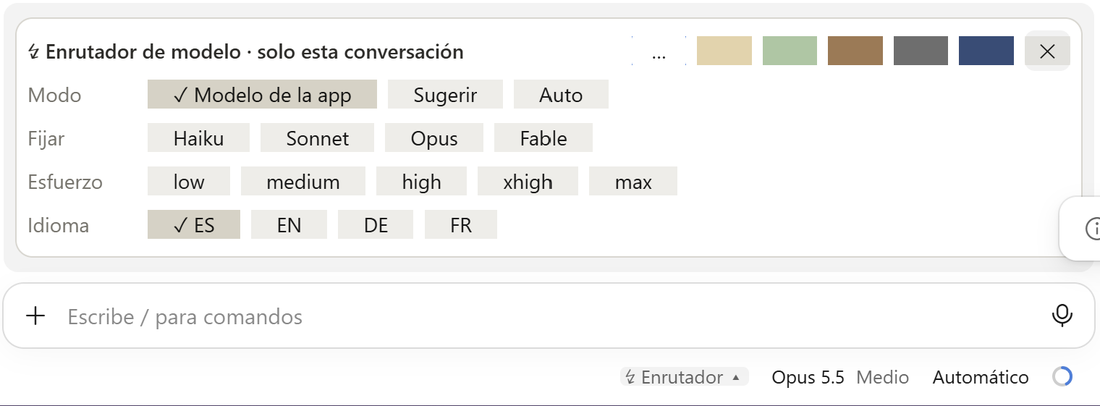 ↯ Enrutador de modelo · solo esta conversación ...
Modo ✓ Modelo de la app Sugerir Auto
Fijar Haiku Sonnet Opus Fable
Esfuerzo low medium high xhigh max
Idioma ✓ ES EN DE FR
Escribe / para comandos
↯ Enrutador ▲ Opus 5.5 Medio Automático